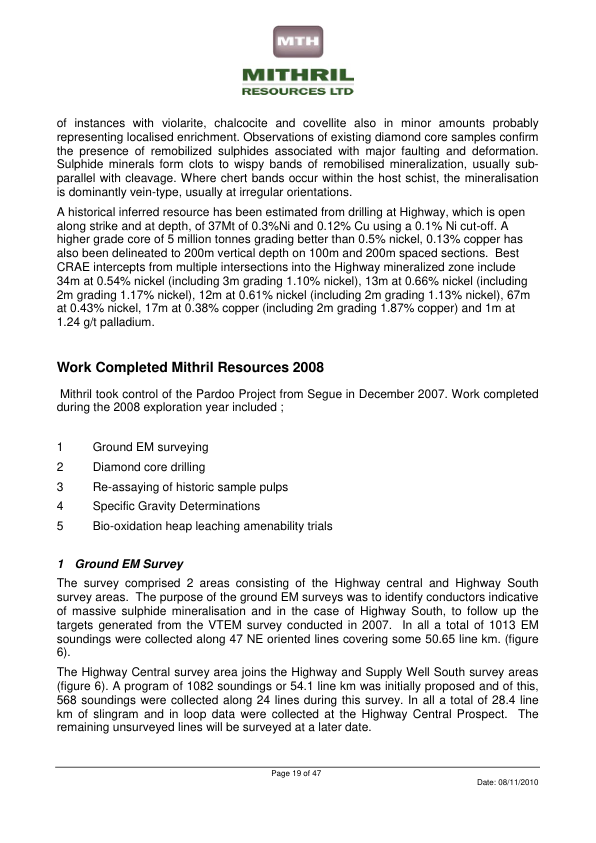 MTH
MITHRIL
RESOURCES LTD
of instances with violarite, chalcocite and covellite also in minor amounts probably
representing localised enrichment. Observations of existing diamond core samples confirm
the presence of remobilized sulphides associated with major faulting and deformation.
Sulphide minerals form clots to wispy bands of remobilised mineralization, usually sub-
parallel with cleavage. Where chert bands occur within the host schist, the mineralisation
is dominantly vein-type, usually at irregular orientations.
A historical inferred resource has been estimated from drilling at Highway, which is open
along strike and at depth, of 37Mt of 0.3%Ni and 0.12% Cu using a 0.1% Ni cut-off. A
higher grade core of 5 million tonnes grading better than 0.5% nickel, 0.13% copper has
also been delineated to 200m vertical depth on 100m and 200m spaced sections. Best
CRAE intercepts from multiple intersections into the Highway mineralized zone include
34m at 0.54% nickel (including 3m grading 1.10% nickel), 13m at 0.66% nickel (including
2m grading 1.17% nickel), 12m at 0.61% nickel (including 2m grading 1.13% nickel), 67m
at 0.43% nickel, 17m at 0.38% copper (including 2m grading 1.87% copper) and 1m at
1.24 g/t palladium.
Work Completed Mithril Resources 2008
Mithril took control of the Pardoo Project from Segue in December 2007. Work completed
during the 2008 exploration year included ;
1 Ground EM surveying
2 Diamond core drilling
3 Re-assaying of historic sample pulps
4 Specific Gravity Determinations
5 Bio-oxidation heap leaching amenability trials
1 Ground EM Survey
The survey comprised 2 areas consisting of the Highway central and Highway South
survey areas. The purpose of the ground EM surveys was to identify conductors indicative
of massive sulphide mineralisation and in the case of Highway South, to follow up the
targets generated from the VTEM survey conducted in 2007. In all a total of 1013 EM
soundings were collected along 47 NE oriented lines covering some 50.65 line km. (figure
6).
The Highway Central survey area joins the Highway and Supply Well South survey areas
(figure 6). A program of 1082 soundings or 54.1 line km was initially proposed and of this,
568 soundings were collected along 24 lines during this survey. In all a total of 28.4 line
km of slingram and in loop data were collected at the Highway Central Prospect. The
remaining unsurveyed lines will be surveyed at a later date.
Page 19 of 47
Date: 08/11/2010